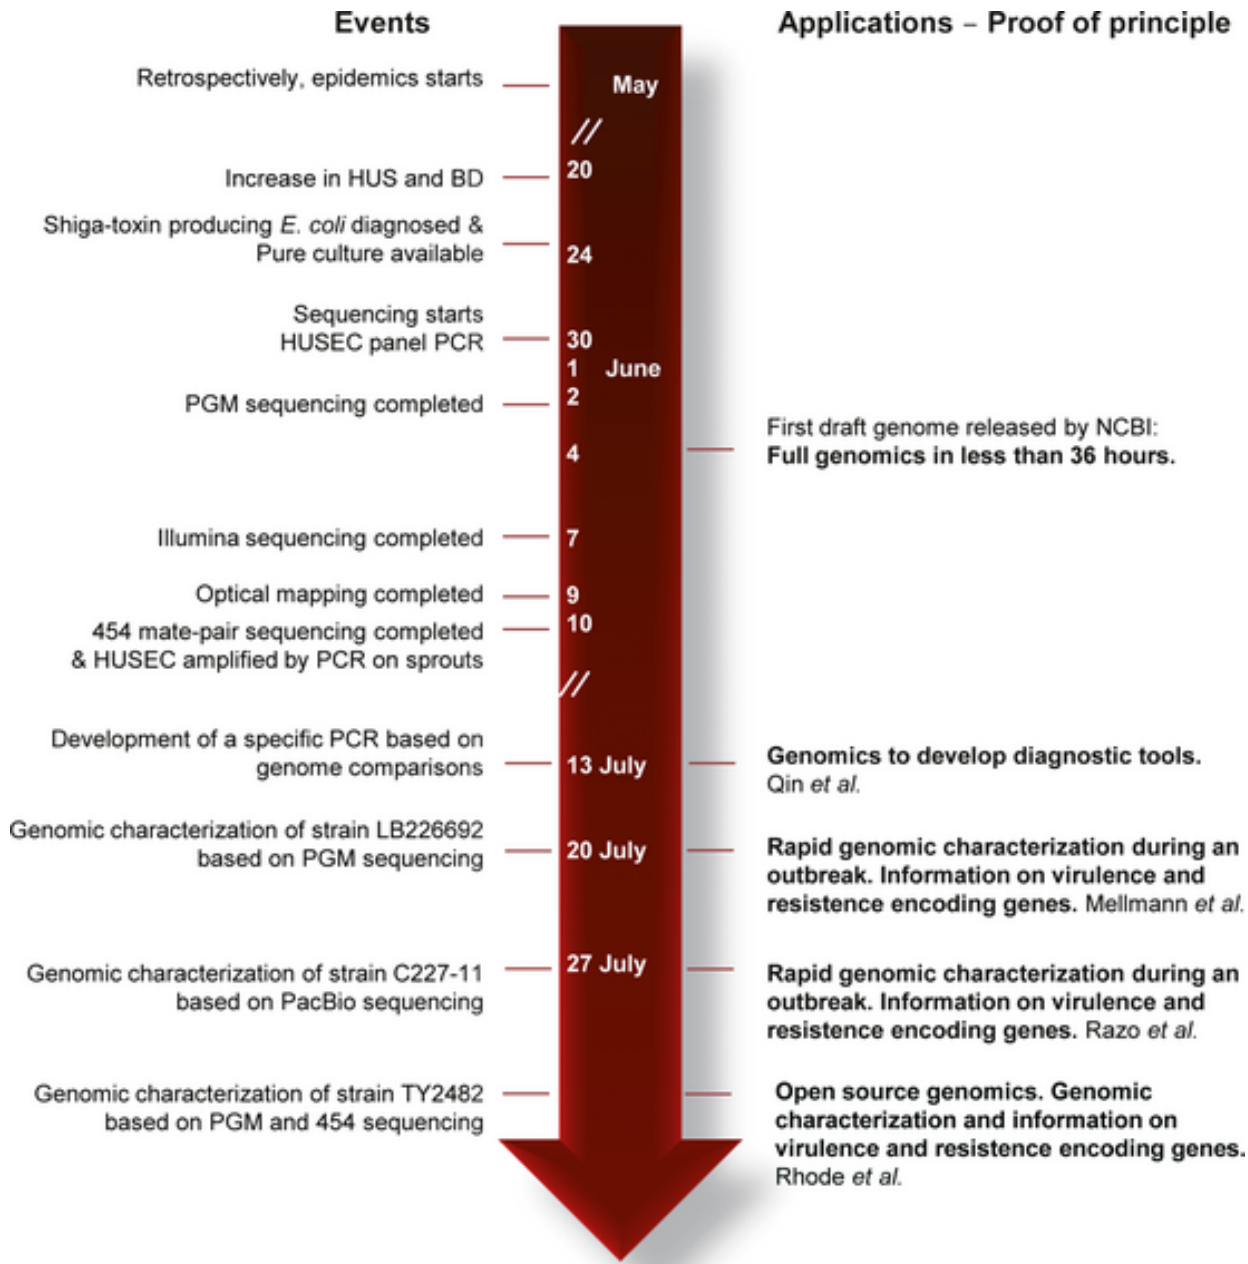 Events
Applications – Proof of principle
Retrospectively, epidemics starts
May
//
Increase in HUS and BD
20
Shiga-toxin producing E. coli diagnosed &
Pure culture available
24
Sequencing starts
HUSEC panel PCR
30
1 June
PGM sequencing completed
2
4
First draft genome released by NCBI:
Full genomics in less than 36 hours.
Illumina sequencing completed
7
Optical mapping completed
9
454 mate-pair sequencing completed
& HUSEC amplified by PCR on sprouts
10
//
Development of a specific PCR based on
genome comparisons
13 July
Genomics to develop diagnostic tools.
Qin et al.
Genomic characterization of strain LB226692
based on PGM sequencing
20 July
Rapid genomic characterization during an
outbreak. Information on virulence and
resistence encoding genes. Mellmann et al.
Genomic characterization of strain C227-11
based on PacBio sequencing
27 July
Rapid genomic characterization during an
outbreak. Information on virulence and
resistence encoding genes. Razo et al.
Genomic characterization of strain TY2482
based on PGM and 454 sequencing
Open source genomics. Genomic
characterization and information on
virulence and resistence encoding genes.
Rhode et al.